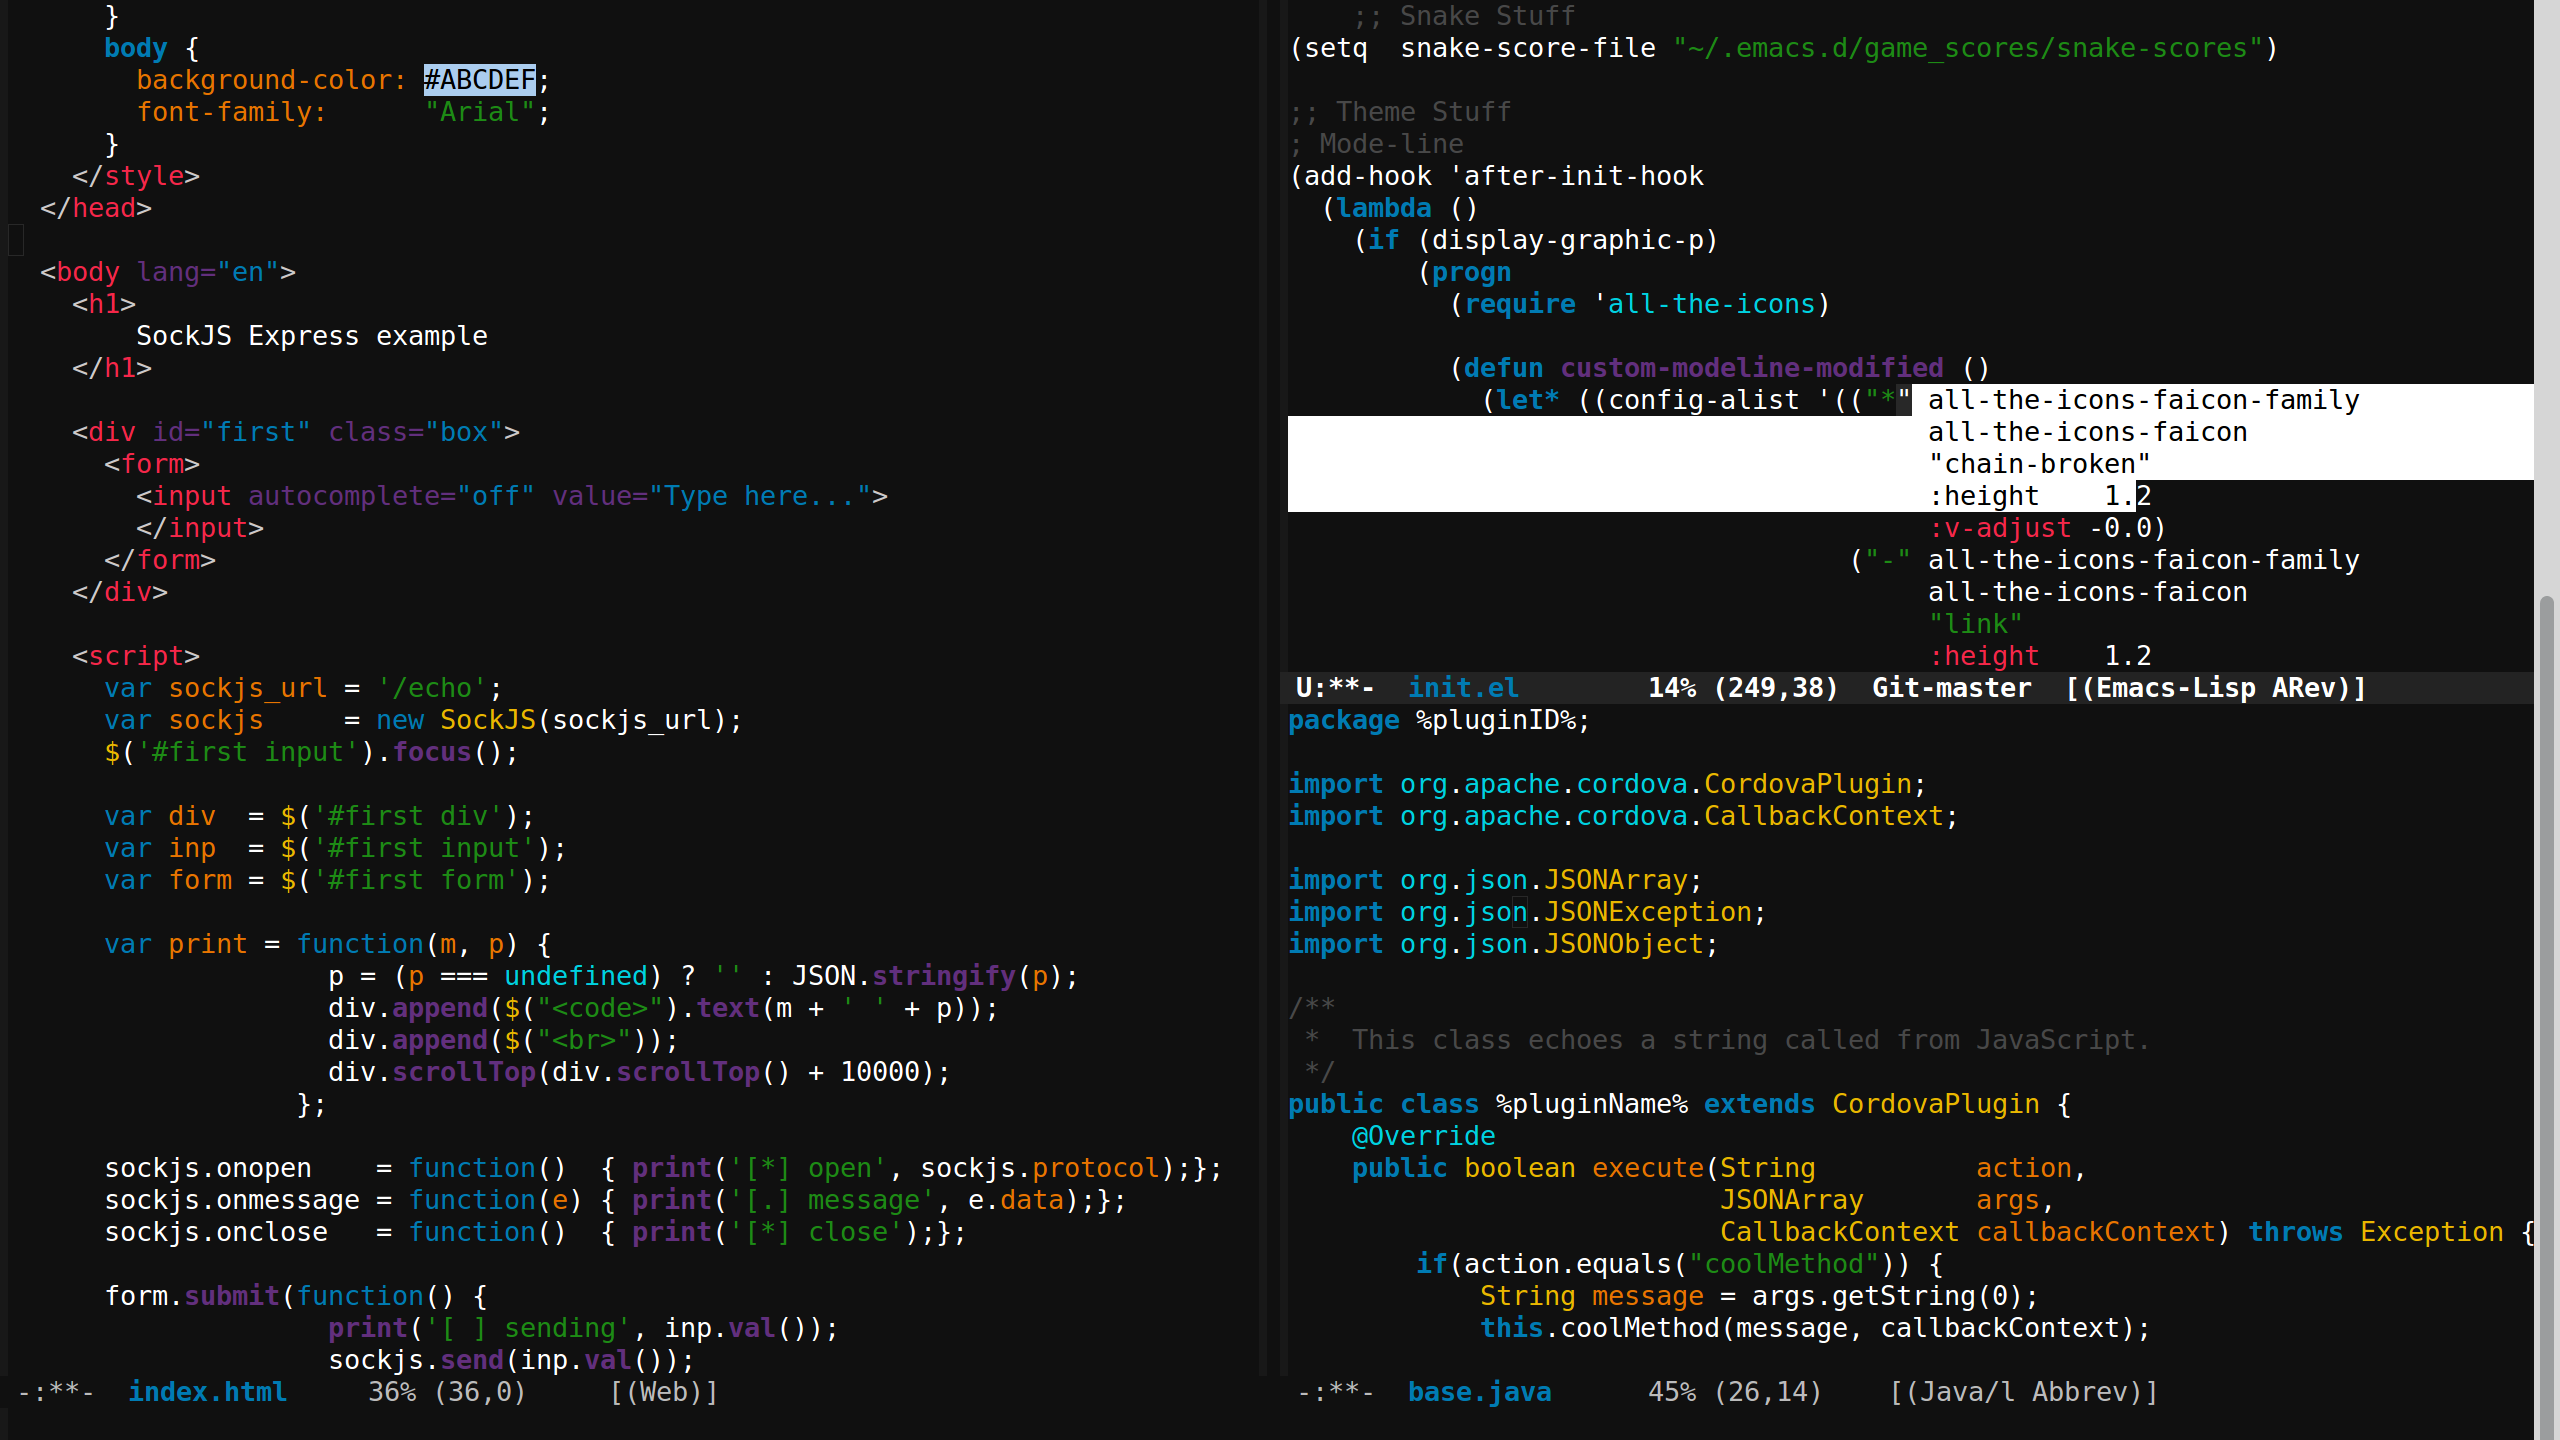 }
    body {
      background-color: #ABCDEF;
      font-family:      "Arial";
    }
  </style>
</head>

<body lang="en">
  <h1>
      SockJS Express example
  </h1>

  <div id="first" class="box">
    <form>
      <input autocomplete="off" value="Type here...">
      </input>
    </form>
  </div>

  <script>
    var sockjs_url = '/echo';
    var sockjs     = new SockJS(sockjs_url);
    $('#first input').focus();

    var div  = $('#first div');
    var inp  = $('#first input');
    var form = $('#first form');

    var print = function(m, p) {
                  p = (p === undefined) ? '' : JSON.stringify(p);
                  div.append($("<code>").text(m + ' ' + p));
                  div.append($("<br>"));
                  div.scrollTop(div.scrollTop() + 10000);
                };

    sockjs.onopen    = function()  { print('[*] open', sockjs.protocol);};
    sockjs.onmessage = function(e) { print('[.] message', e.data);};
    sockjs.onclose   = function()  { print('[*] close');};

    form.submit(function() {
                  print('[ ] sending', inp.val());
                  sockjs.send(inp.val());
-:**-  index.html     36% (36,0)     [(Web)]
    ;; Snake Stuff
(setq  snake-score-file "~/.emacs.d/game_scores/snake-scores")

;; Theme Stuff
; Mode-line
(add-hook 'after-init-hook
  (lambda ()
    (if (display-graphic-p)
        (progn
          (require 'all-the-icons)

          (defun custom-modeline-modified ()
            (let* ((config-alist '(("*" all-the-icons-faicon-family
                                        all-the-icons-faicon
                                        "chain-broken"
                                        :height    1.2
                                        :v-adjust -0.0)
                                   ("-" all-the-icons-faicon-family
                                        all-the-icons-faicon
                                        "link"
                                        :height    1.2
U:**-  init.el        14% (249,38)  Git-master  [(Emacs-Lisp ARev)]
package %pluginID%;

import org.apache.cordova.CordovaPlugin;
import org.apache.cordova.CallbackContext;

import org.json.JSONArray;
import org.json.JSONException;
import org.json.JSONObject;

/**
 *  This class echoes a string called from JavaScript.
 */
public class %pluginName% extends CordovaPlugin {
    @Override
    public boolean execute(String          action,
                           JSONArray       args,
                           CallbackContext callbackContext) throws Exception {
        if(action.equals("coolMethod")) {
            String message = args.getString(0);
            this.coolMethod(message, callbackContext);
-:**-  base.java      45% (26,14)    [(Java/l Abbrev)]